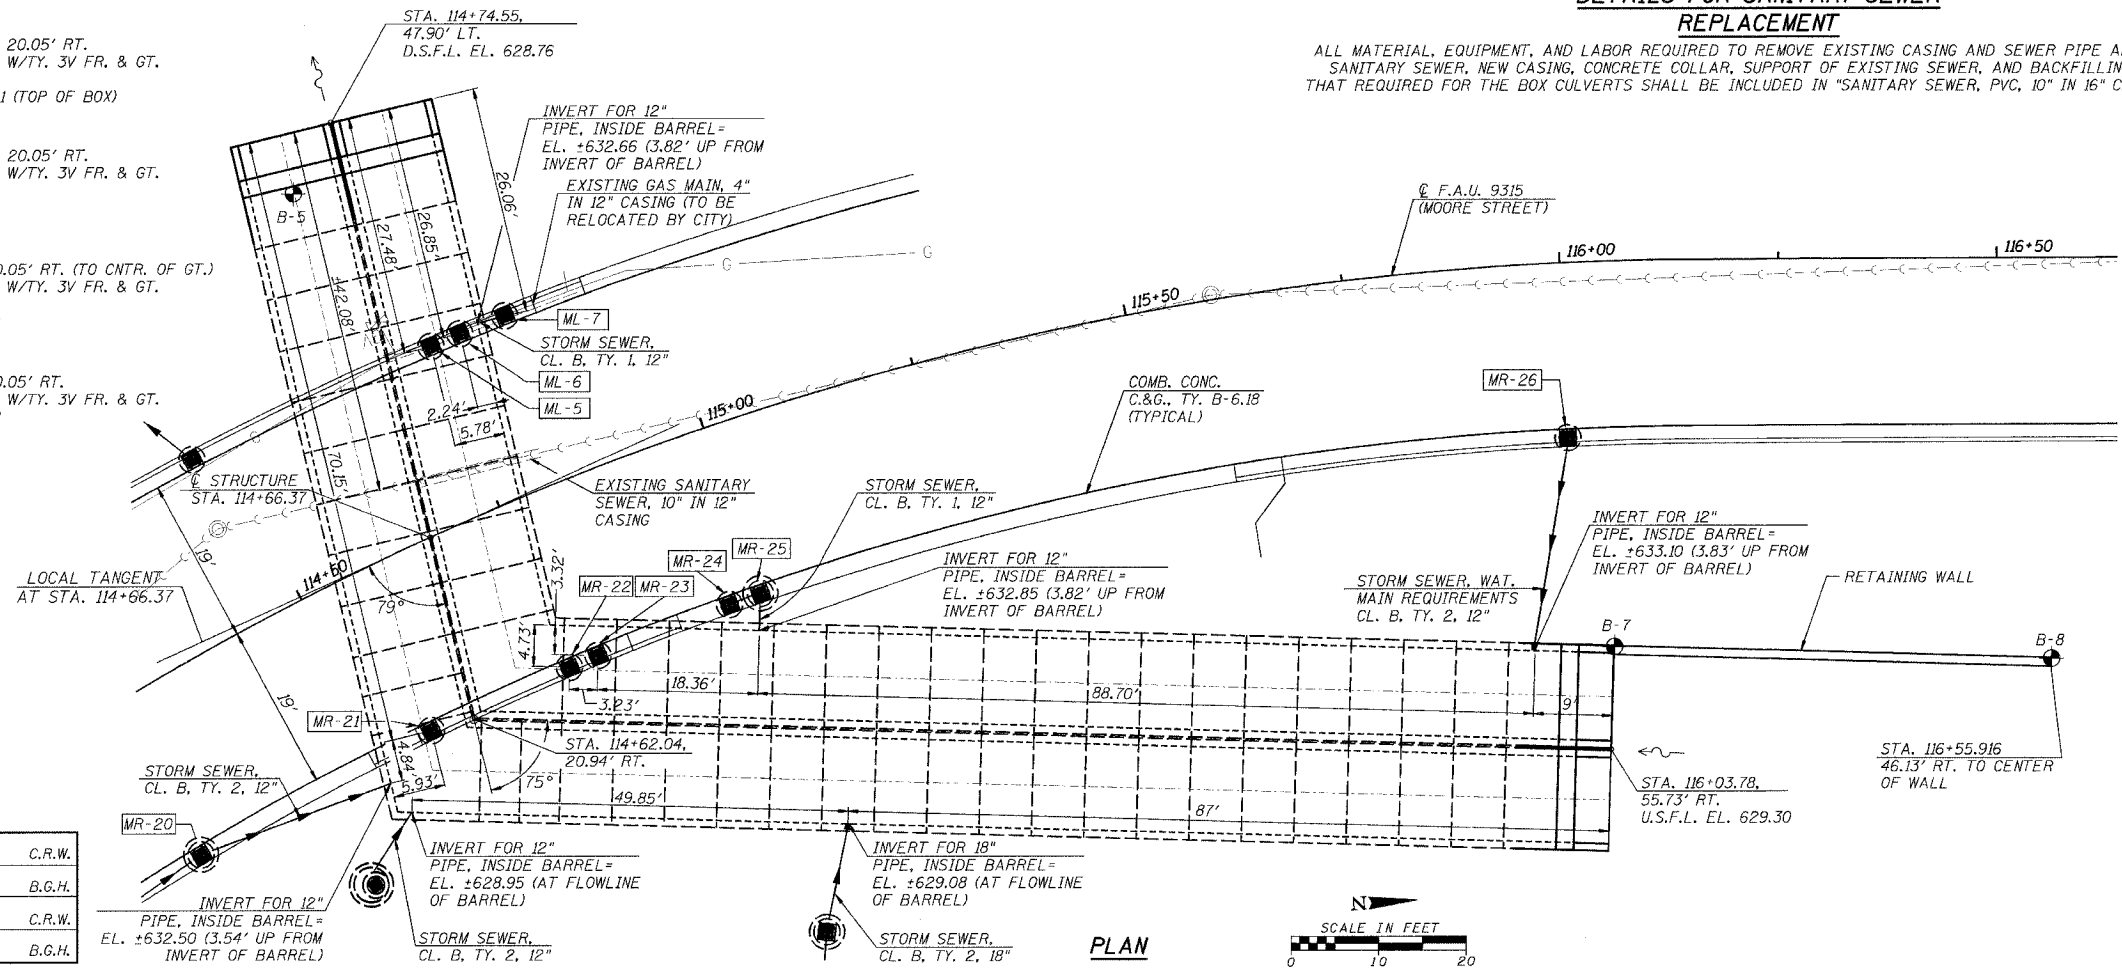 REPLACEMENT
ALL MATERIAL, EQUIPMENT, AND LABOR REQUIRED TO REMOVE EXISTING CASING AND SEWER PIPE
SANITARY SEWER, NEW CASING, CONCRETE COLLAR, SUPPORT OF EXISTING SEWER, AND BACKFILLIN
THAT REQUIRED FOR THE BOX CULVERTS SHALL BE INCLUDED IN "SANITARY SEWER, PVC, 10" IN 16" C
20.05' RT.
W/TY. 3V FR. & GT.
1 (TOP OF BOX)
20.05' RT.
W/TY. 3V FR. & GT.
0.05' RT. (TO CNTR. OF GT.)
W/TY. 3V FR. & GT.
0.05' RT.
W/TY. 3V FR. & GT.
STA. 114+74.55,
47.90' LT.
D.S.F.L. EL. 628.76
INVERT FOR 12"
PIPE, INSIDE BARREL=
EL. ±632.66 (3.82' UP FROM
INVERT OF BARREL)
EXISTING GAS MAIN, 4"
IN 12" CASING (TO BE
RELOCATED BY CITY)
B-5
26.06'
26.85'
27.48'
142.08'
70.15'
G
G
G
℄ F.A.U. 9315
(MOORE STREET)
116+00
116+50
115+50
115+00
114+50
ML-7
STORM SEWER,
CL. B, TY. 1, 12"
ML-6
ML-5
2.24'
5.78'
COMB. CONC.
C.&G., TY. B-6.18
(TYPICAL)
MR-26
℄ STRUCTURE
STA. 114+66.37
EXISTING SANITARY
SEWER, 10" IN 12"
CASING
STORM SEWER,
CL. B, TY. 1, 12"
19'
LOCAL TANGENT
AT STA. 114+66.37
79°
3.32'
MR-22
MR-23
MR-24
MR-25
INVERT FOR 12"
PIPE, INSIDE BARREL=
EL. ±632.85 (3.82' UP FROM
INVERT OF BARREL)
STORM SEWER, WAT.
MAIN REQUIREMENTS
CL. B, TY. 2, 12"
INVERT FOR 12"
PIPE, INSIDE BARREL=
EL. ±633.10 (3.83' UP FROM
INVERT OF BARREL)
RETAINING WALL
B-7
B-8
4.73'
18.36'
3.23'
88.70'
9'
19'
MR-21
STA. 114+62.04,
20.94' RT.
75°
4.84'
5.93'
49.85'
87'
STA. 116+03.78,
55.73' RT.
U.S.F.L. EL. 629.30
STA. 116+55.916
46.13' RT. TO CENTER
OF WALL
STORM SEWER,
CL. B, TY. 2, 12"
MR-20
INVERT FOR 12"
PIPE, INSIDE BARREL=
EL. ±632.50 (3.54' UP FROM
INVERT OF BARREL)
INVERT FOR 12"
PIPE, INSIDE BARREL=
EL. ±628.95 (AT FLOWLINE
OF BARREL)
STORM SEWER,
CL. B, TY. 2, 12"
INVERT FOR 18"
PIPE, INSIDE BARREL=
EL. ±629.08 (AT FLOWLINE
OF BARREL)
STORM SEWER,
CL. B, TY. 2, 18"
PLAN
N
SCALE IN FEET
0 10 20
C.R.W.
B.G.H.
C.R.W.
B.G.H.